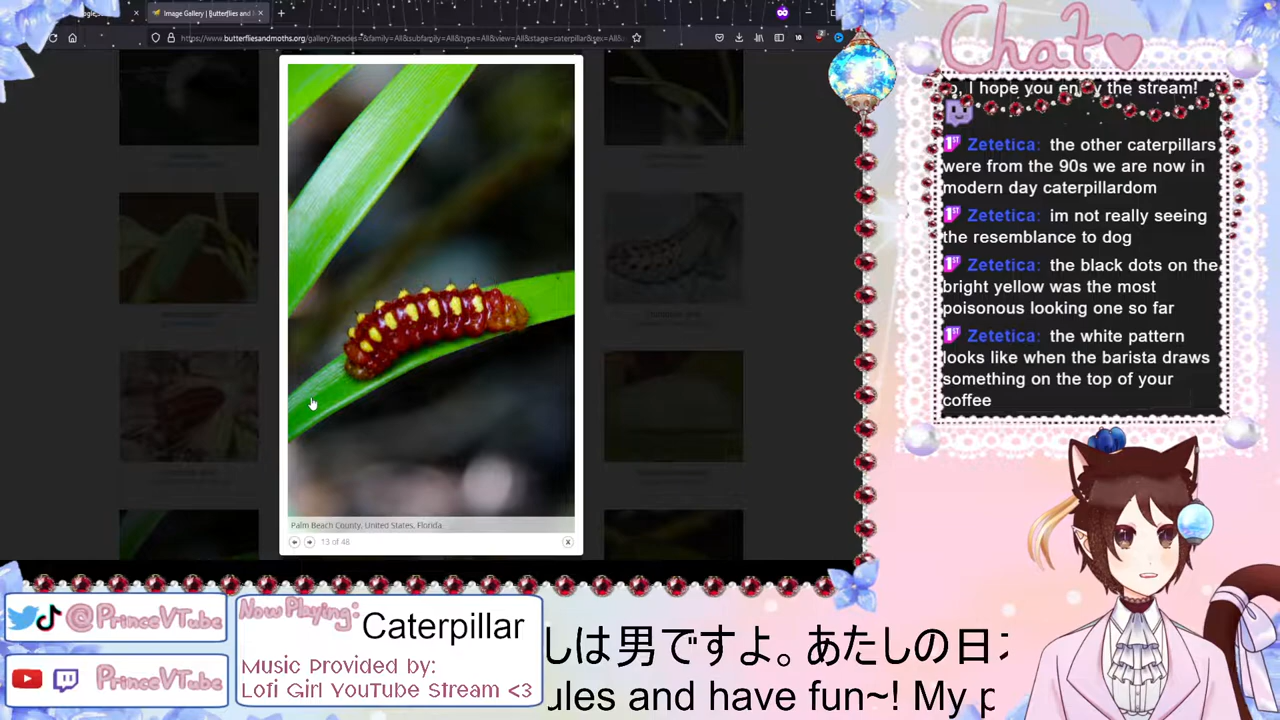 Image Gallery | Butterflies and
https://www.butterfliesandmoths.org/gallery?species=&family=All&subfamily=All&type=All&view=All&stage=caterpillar&sex=All&
Chat
I hope you enjoy the stream!
Zetetica: the other caterpillars
were from the 90s we are now in
modern day caterpillardom
Zetetica: im not really seeing
the resemblance to dog
Zetetica: the black dots on the
bright yellow was the most
poisonous looking one so far
Zetetica: the white pattern
looks like when the barista draws
something on the top of your
coffee
Palm Beach County, United States, Florida
13 of 48
@PrinceVTube
PrinceVTube
Now Playing:
Caterpillar
Music Provided by:
Lofi Girl YouTube Stream <3
しは男ですよ。あたしの日
ules and have fun~! My p